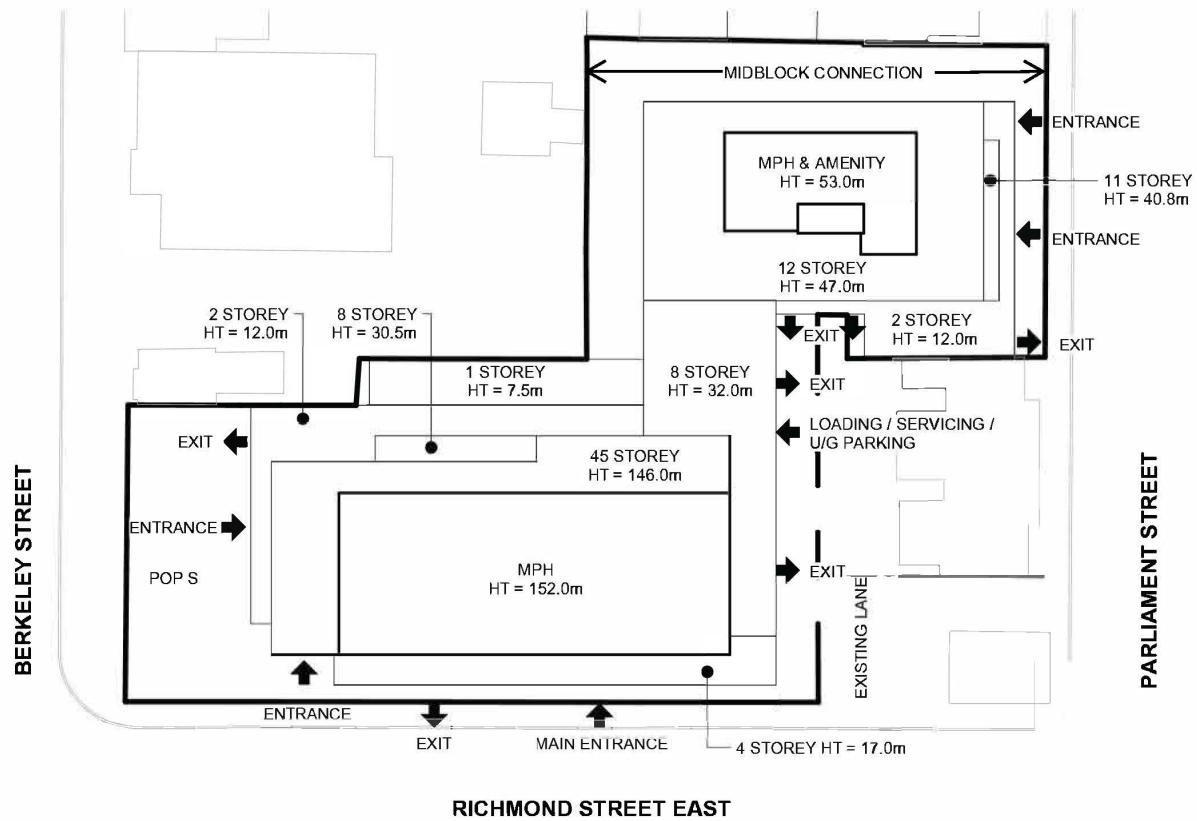 MIDBLOCK CONNECTION
ENTRANCE
MPH & AMENITY
HT = 53.0m
11 STOREY
HT = 40.8m
ENTRANCE
12 STOREY
HT = 47.0m
2 STOREY
HT = 12.0m
8 STOREY
HT = 30.5m
EXIT
2 STOREY
HT = 12.0m
EXIT
1 STOREY
HT = 7.5m
8 STOREY
HT = 32.0m
EXIT
EXIT
LOADING / SERVICING /
U/G PARKING
45 STOREY
HT = 146.0m
ENTRANCE
POP S
MPH
HT = 152.0m
EXIT
BERKELEY STREET
EXISTING LANE
PARLIAMENT STREET
ENTRANCE
EXIT
MAIN ENTRANCE
4 STOREY HT = 17.0m
RICHMOND STREET EAST